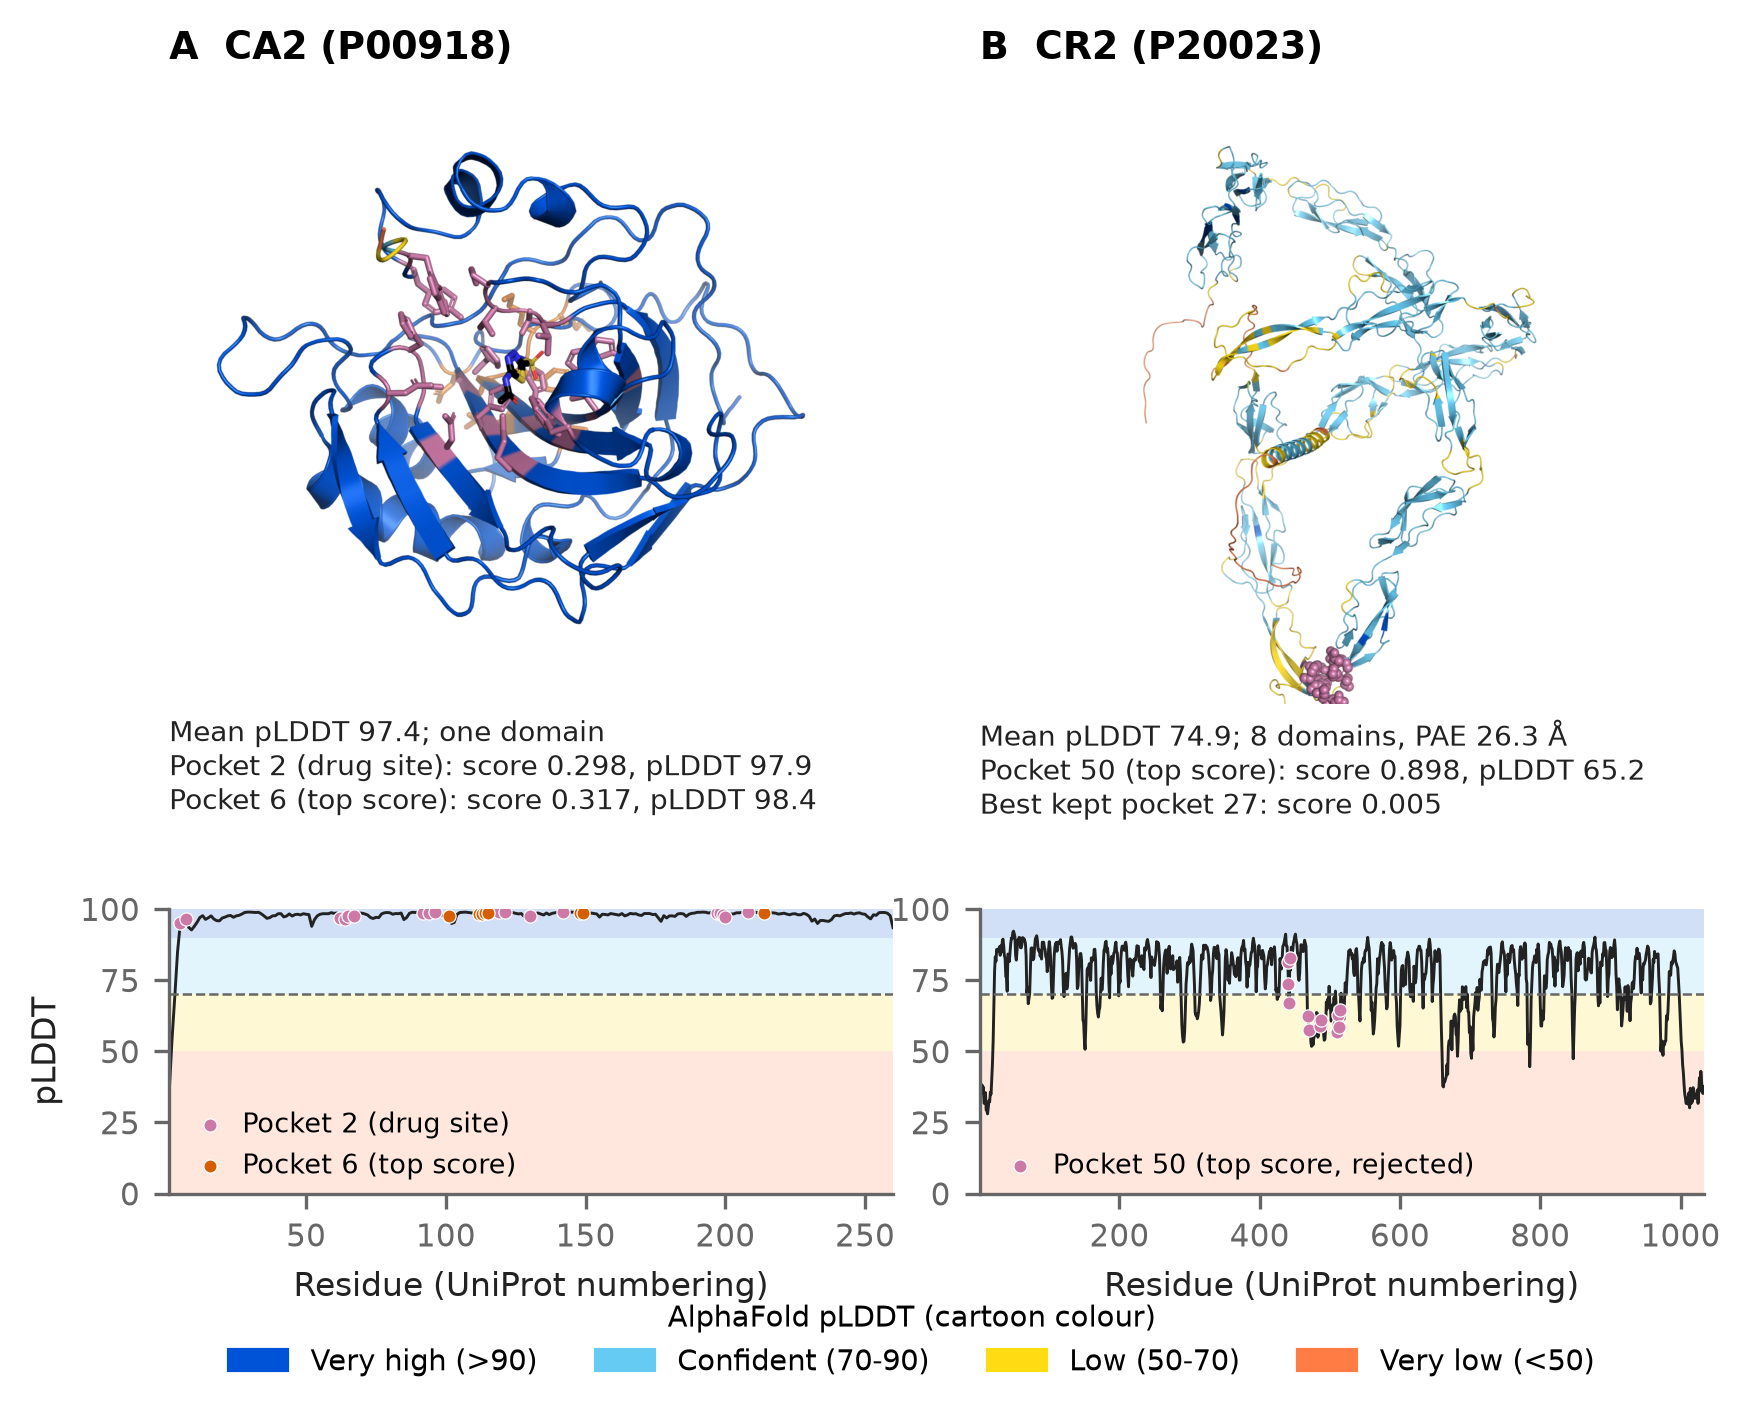 A CA2 (P00918)
B CR2 (P20023)
Mean pLDDT 97.4; one domain
Pocket 2 (drug site): score 0.298, pLDDT 97.9
Pocket 6 (top score): score 0.317, pLDDT 98.4
Mean pLDDT 74.9; 8 domains, PAE 26.3 Å
Pocket 50 (top score): score 0.898, pLDDT 65.2
Best kept pocket 27: score 0.005
pLDDT
100
75
50
25
0
Pocket 2 (drug site)
Pocket 6 (top score)
50 100 150 200 250
Residue (UniProt numbering)
100
75
50
25
0
Pocket 50 (top score, rejected)
200 400 600 800 1000
Residue (UniProt numbering)
AlphaFold pLDDT (cartoon colour)
Very high (>90) Confident (70-90) Low (50-70) Very low (<50)